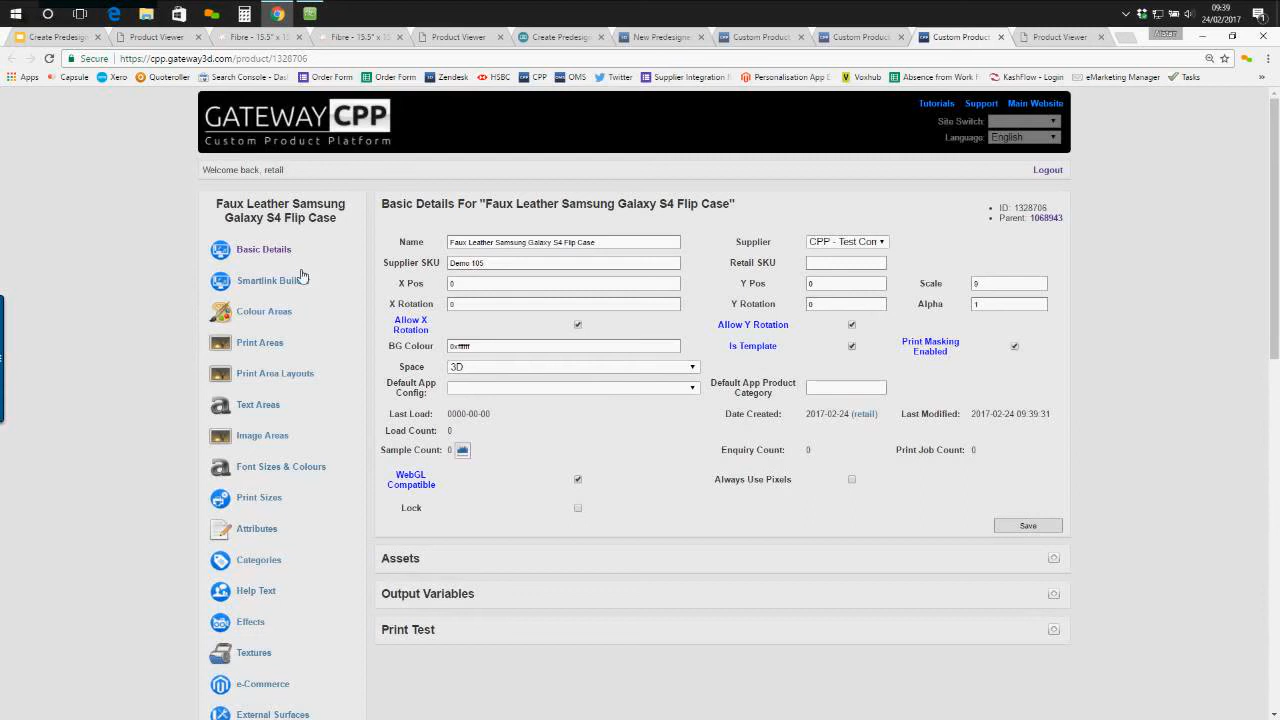 09:39
24/02/2017
Create Predesign
Product Viewer
Fibre - 15.5" x 11
Fibre - 15.5" x 11
Product Viewer
Create Predesign
New Predesigne
Custom Product
Custom Product
Custom Product
Product Viewer
Alistair
Secure
https://cpp.gateway3d.com/product/1328706
Apps
Capsule
Quoteroller
Order Form
Order Form
Zendesk
HSBC
CPP
OMS
Twitter
Supplier Integration
Personalisation App
Voxhub
Absence from Work
KashFlow - Login
eMarketing Manager
Tasks
GATEWAY CPP
Custom Product Platform
Tutorials Support Main Website
Site Switch:
Language: English
Welcome back, retail
Logout
Faux Leather Samsung
Galaxy S4 Flip Case
Basic Details
Smartlink Buil
Colour Areas
Print Areas
Print Area Layouts
Text Areas
Image Areas
Font Sizes & Colours
Print Sizes
Attributes
Categories
Help Text
Effects
Textures
e-Commerce
External Surfaces
Basic Details For "Faux Leather Samsung Galaxy S4 Flip Case"
ID: 1328706
Parent: 1068943
Name Faux Leather Samsung Galaxy S4 Flip Case Supplier CPP - Test Com
Supplier SKU Demo 105 Retail SKU
X Pos 0 Y Pos 0 Scale 9
X Rotation 0 Y Rotation 0 Alpha 1
Allow X
Rotation
Allow Y Rotation
BG Colour 0xffffff Is Template
Print Masking
Enabled
Space 3D
Default App
Config:
Default App Product
Category
Last Load: 0000-00-00 Date Created: 2017-02-24 (retail) Last Modified: 2017-02-24 09:39:31
Load Count: 0
Sample Count: 0 Enquiry Count: 0 Print Job Count: 0
WebGL
Compatible
Always Use Pixels
Lock
Save
Assets
Output Variables
Print Test